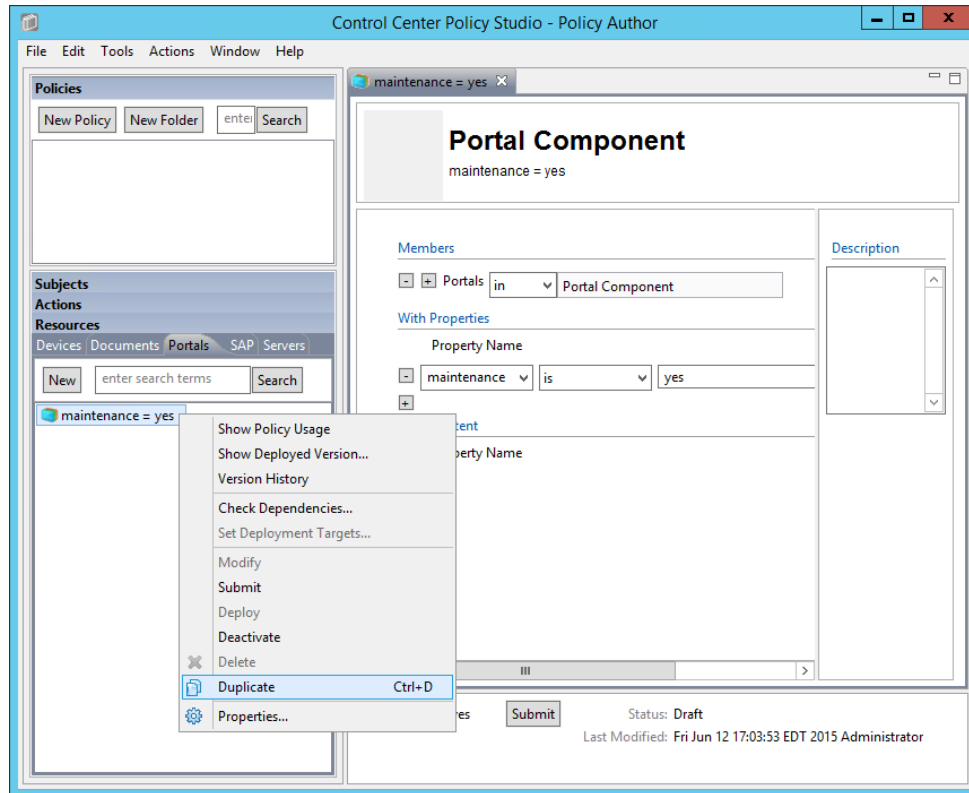 Control Center Policy Studio - Policy Author
File Edit Tools Actions Window Help
Policies
New Policy New Folder Search
maintenance = yes
Portal Component
maintenance = yes
Members
Portals in Portal Component
With Properties
Property Name
maintenance is yes
Property Name
Description
Subjects
Actions
Resources
Devices Documents Portals SAP Servers
New enter search terms Search
maintenance = yes
Show Policy Usage
Show Deployed Version...
Version History
Check Dependencies...
Set Deployment Targets...
Modify
Submit
Deploy
Deactivate
Delete
Duplicate Ctrl+D
Properties...
Submit Status: Draft
Last Modified: Fri Jun 12 17:03:53 EDT 2015 Administrator